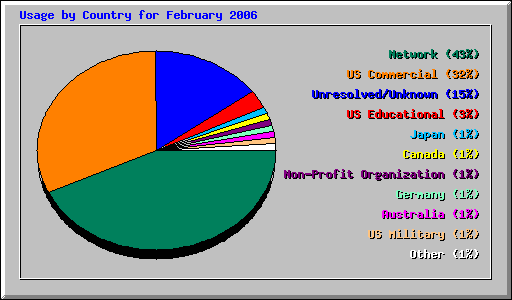 Usage by Country for February 2006
Network (43%)
US Commercial (32%)
Unresolved/Unknown (15%)
US Educational (3%)
Japan (1%)
Canada (1%)
Non-Profit Organization (1%)
Germany (1%)
Australia (1%)
US Military (1%)
Other (1%)